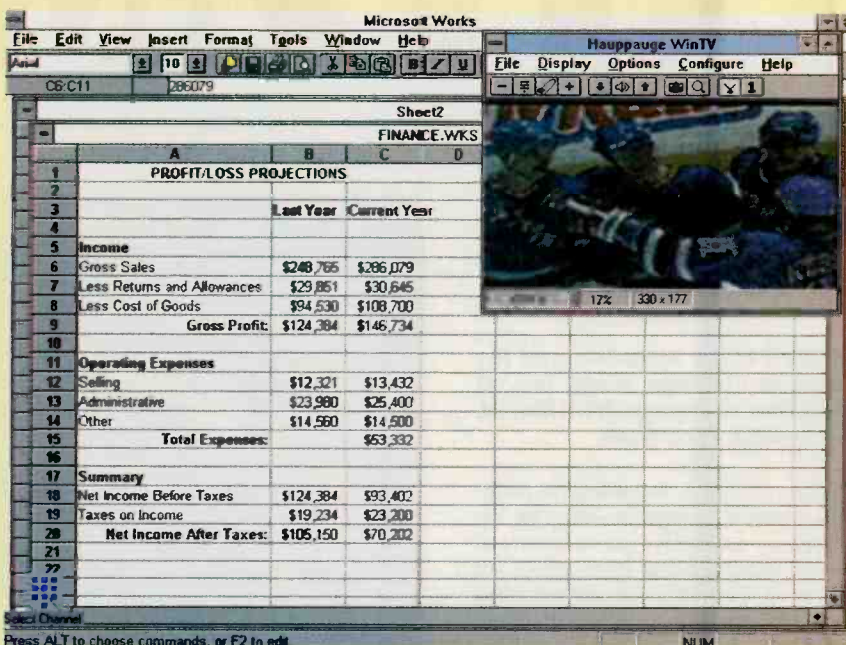 Microsoft Works
File Edit View Insert Format Tools Window Help
Arial 10 B I U
C6:C11 286079
Sheet2
FINANCE.WKS
A B C D
1 PROFIT/LOSS PROJECTIONS
2
3 Last Year Current Year
4
5 Income
6 Gross Sales $248,765 $286,079
7 Less Returns and Allowances $29,851 $30,645
8 Less Cost of Goods $94,530 $108,700
9 Gross Profit: $124,384 $146,734
10
11 Operating Expenses
12 Selling $12,321 $13,432
13 Administrative $23,980 $25,400
14 Other $14,560 $14,500
15 Total Expenses: $53,332
16
17 Summary
18 Net Income Before Taxes $124,384 $93,402
19 Taxes on Income $19,234 $23,200
20 Net Income After Taxes: $105,150 $70,202
21
22
Select Channel
Press ALT to choose commands, or F2 to edit. NUM
Hauppauge WinTV
File Display Options Configure Help
1
17% 330 x 177